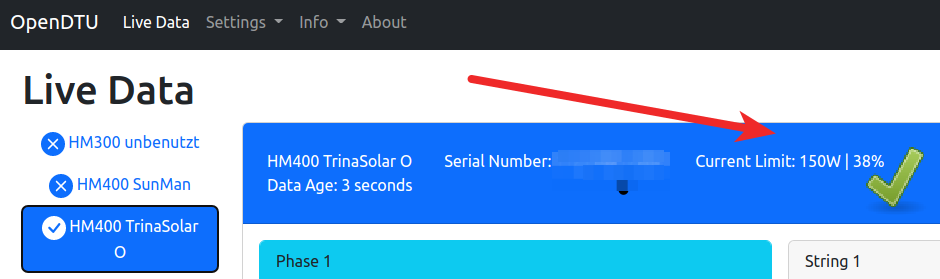 OpenDTU Live Data Settings Info About
Live Data
HM300 unbenutzt
HM400 SunMan
HM400 TrinaSolar
O
HM400 TrinaSolar O Serial Number: Current Limit: 150W | 38%
Data Age: 3 seconds
Phase 1 String 1